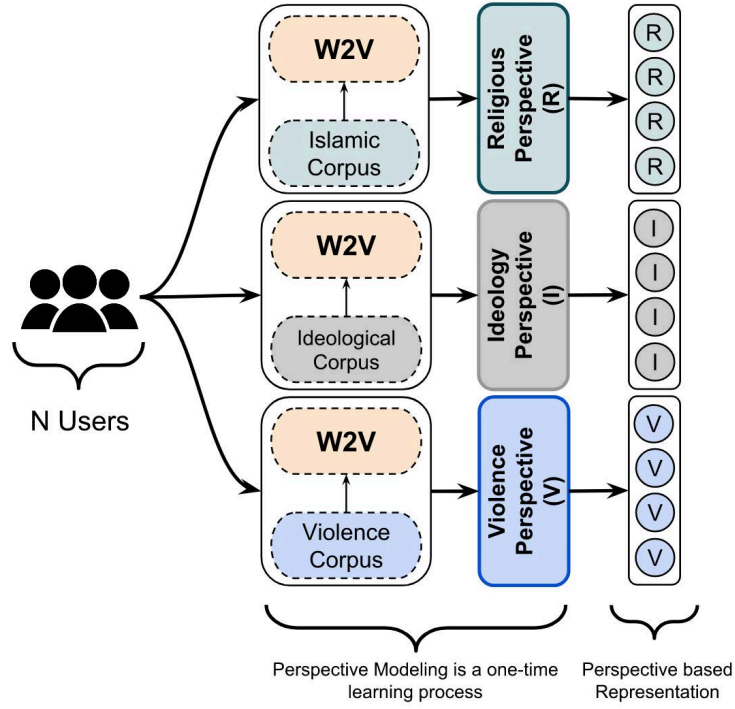 W2V
Islamic
Corpus
Religious
Perspective
(R)
R
R
R
R
W2V
Ideological
Corpus
Ideology
Perspective
(I)
I
I
I
I
N Users
W2V
Violence
Corpus
Violence
Perspective
(V)
V
V
V
V
Perspective Modeling is a one-time
learning process
Perspective based
Representation